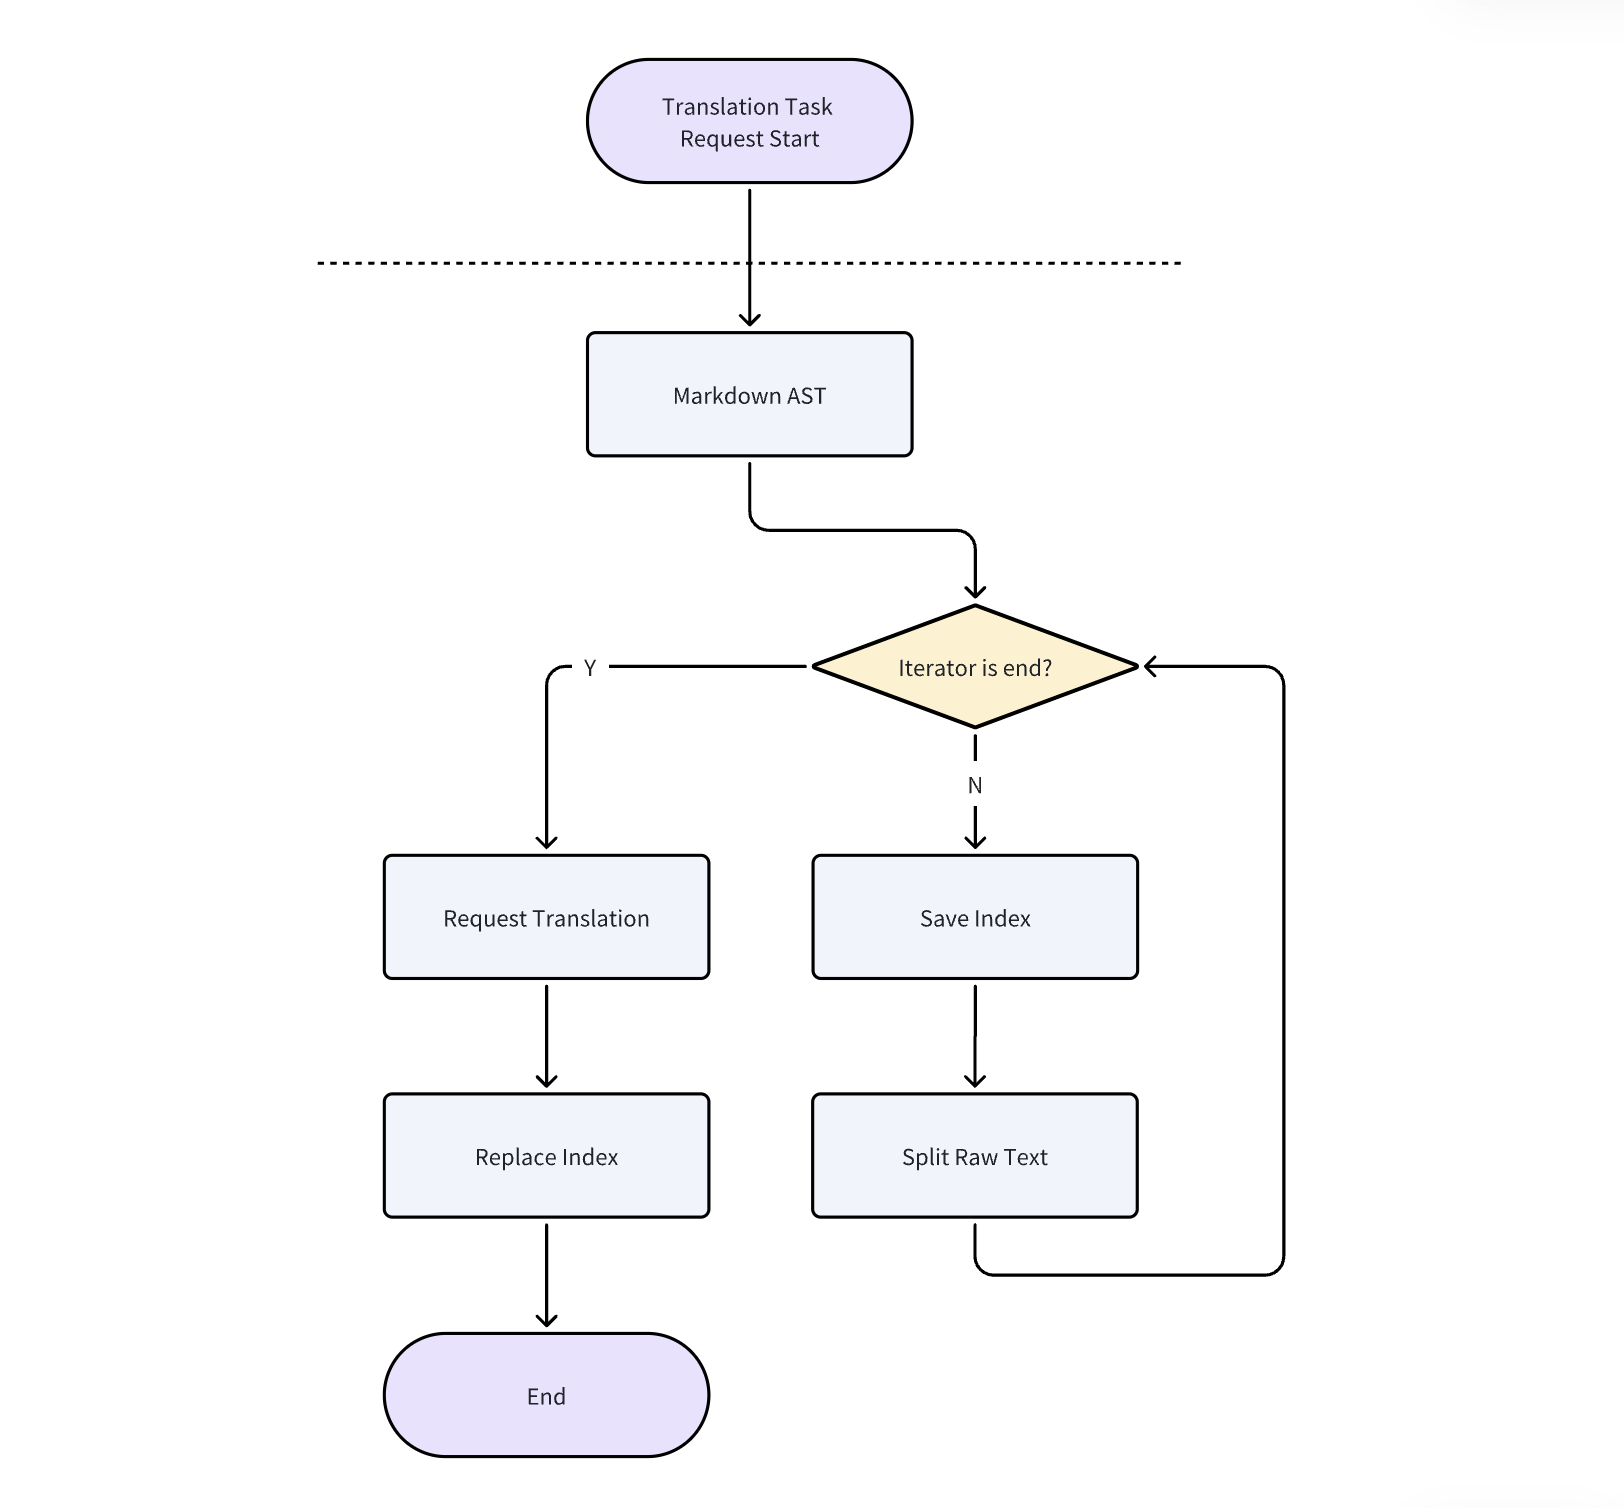 Translation Task
Request Start
Markdown AST
Iterator is end?
Y
N
Request Translation
Save Index
Replace Index
Split Raw Text
End